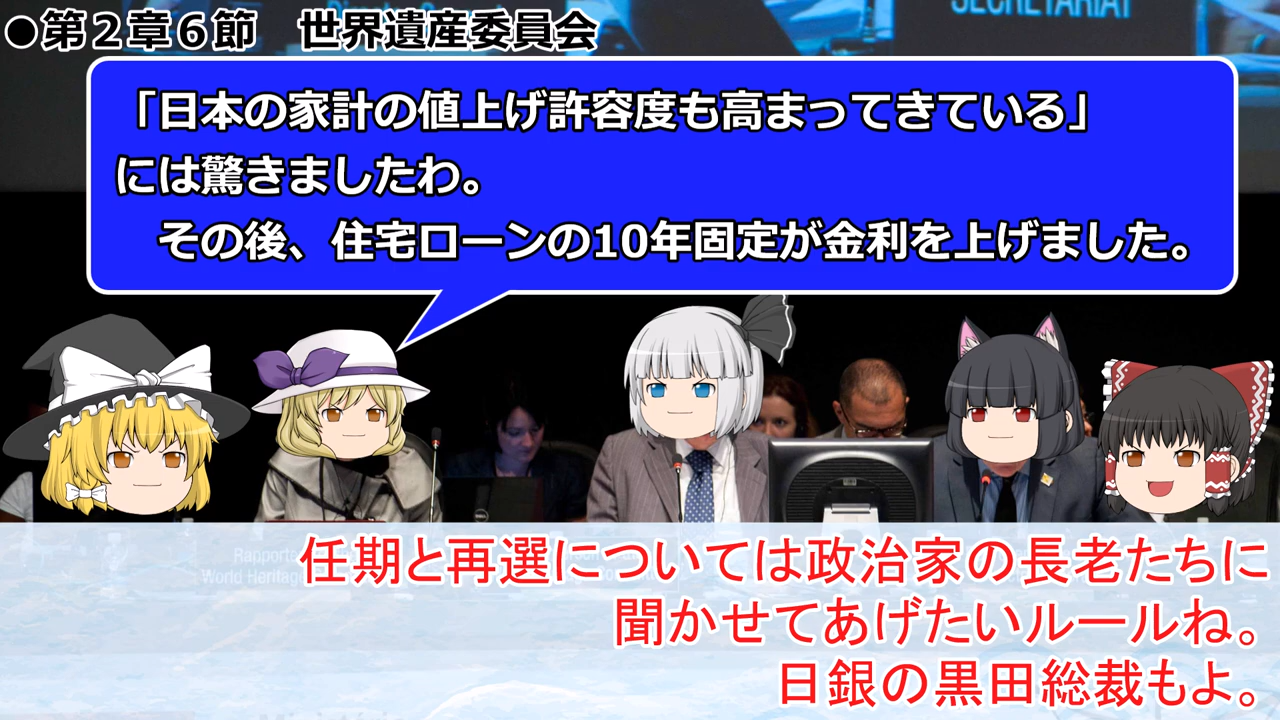 SECRETARIAT
●第２章６節　世界遺産委員会
「日本の家計の値上げ許容度も高まってきている」
には驚きましたわ。
　その後、住宅ローンの10年固定が金利を上げました。
任期と再選については政治家の長老たちに
聞かせてあげたいルールね。
日銀の黒田総裁もよ。
World Heritage